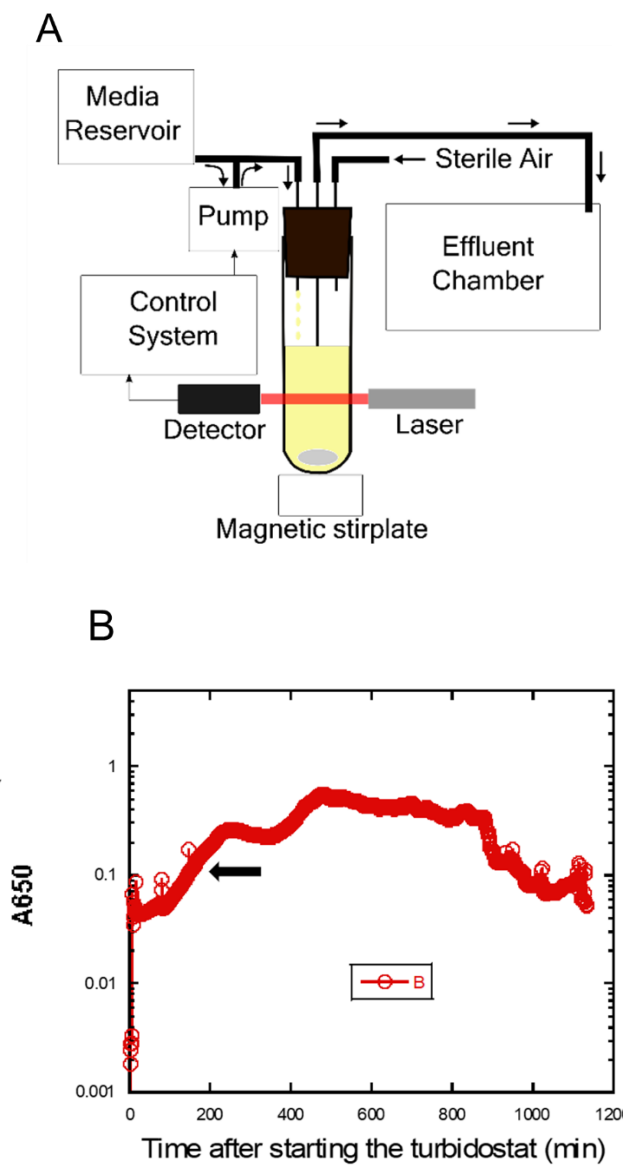 A
Media
Reservoir
Sterile Air
Pump
Effluent
Chamber
Control
System
Detector
Laser
Magnetic stirplate
B
1
0.1
0.01
0.001
A650
B
0 200 400 600 800 1000 120
Time after starting the turbidostat (min)